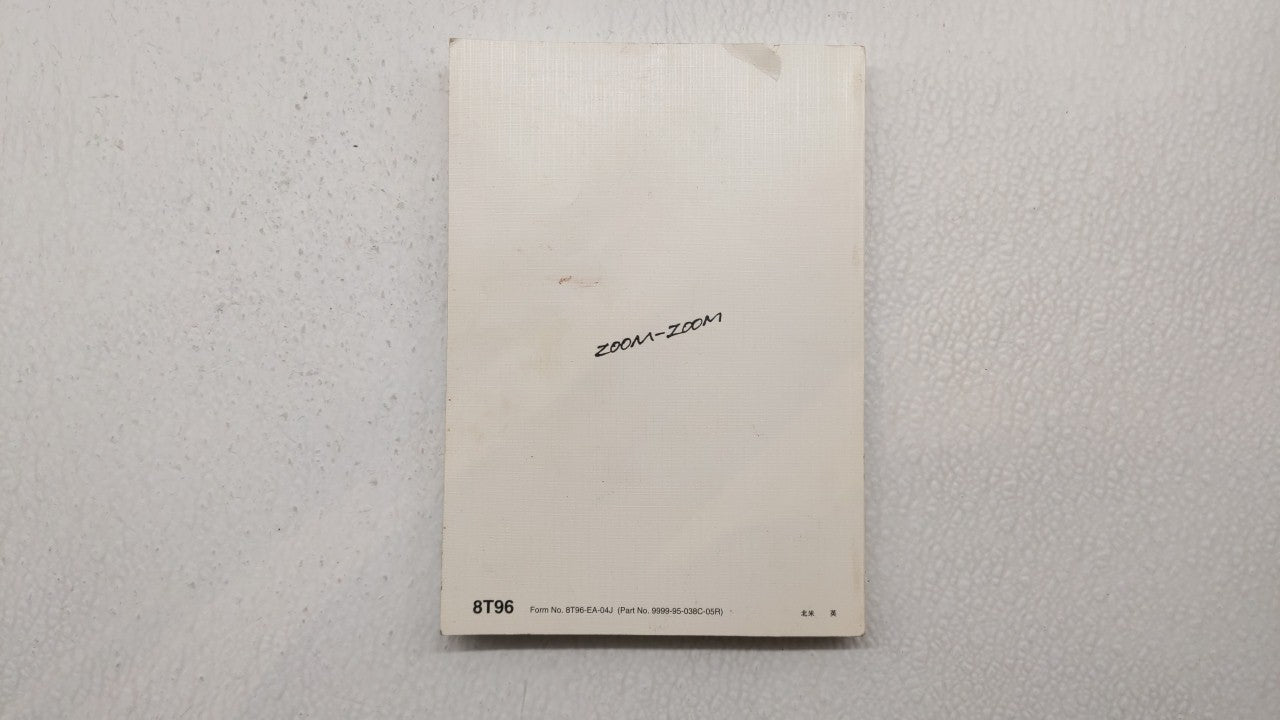 ZOOM-ZOOM
8T96 Form No. 8T96-EA-04J (Part No. 9999-95-038C-05R) 北米 英